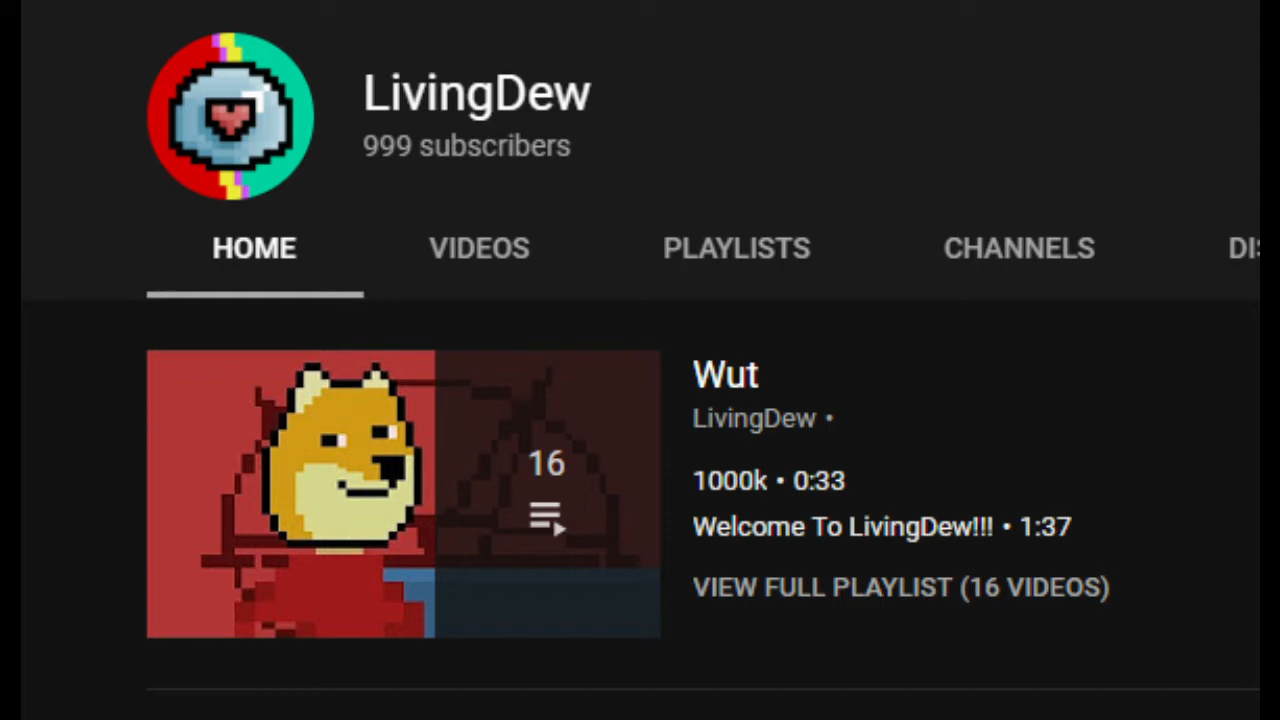 LivingDew
999 subscribers
HOME VIDEOS PLAYLISTS CHANNELS
16
Wut
LivingDew •
1000k • 0:33
Welcome To LivingDew!!! • 1:37
VIEW FULL PLAYLIST (16 VIDEOS)